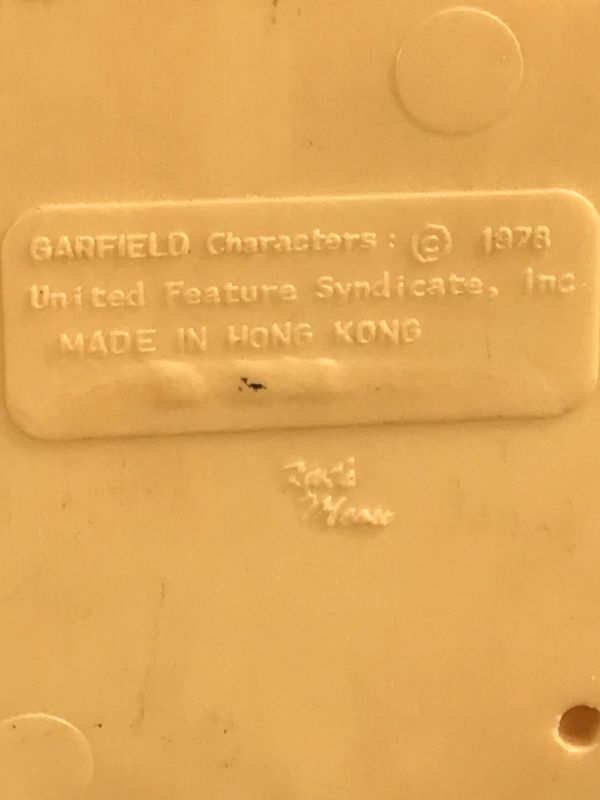 GARFIELD Characters: © 1978
United Feature Syndicate, Inc.
MADE IN HONG KONG